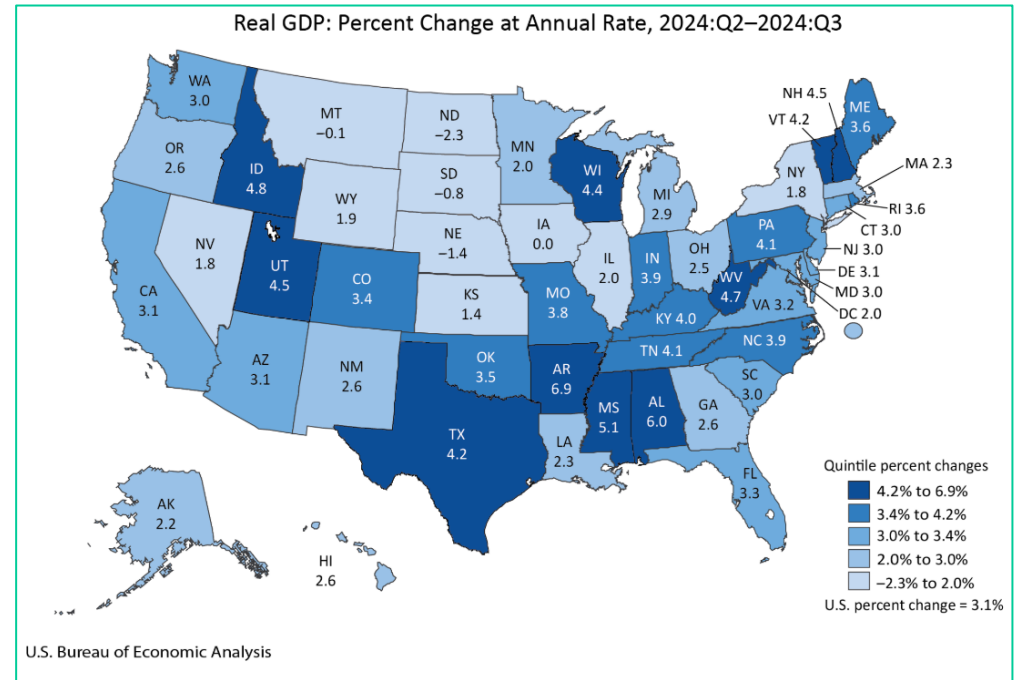 Real GDP: Percent Change at Annual Rate, 2024:Q2–2024:Q3
WA
3.0
OR
2.6
CA
3.1
NV
1.8
ID
4.8
MT
−0.1
WY
1.9
UT
4.5
CO
3.4
AZ
3.1
NM
2.6
ND
−2.3
SD
−0.8
NE
−1.4
KS
1.4
OK
3.5
TX
4.2
MN
2.0
IA
0.0
MO
3.8
AR
6.9
LA
2.3
WI
4.4
IL
2.0
MI
2.9
IN
3.9
OH
2.5
KY 4.0
TN 4.1
MS
5.1
AL
6.0
GA
2.6
FL
3.3
SC
3.0
NC 3.9
VA 3.2
WV
4.7
PA
4.1
NY
1.8
VT 4.2
NH 4.5
ME
3.6
MA 2.3
RI 3.6
CT 3.0
NJ 3.0
DE 3.1
MD 3.0
DC 2.0
AK
2.2
HI
2.6
Quintile percent changes
4.2% to 6.9%
3.4% to 4.2%
3.0% to 3.4%
2.0% to 3.0%
−2.3% to 2.0%
U.S. percent change = 3.1%
U.S. Bureau of Economic Analysis